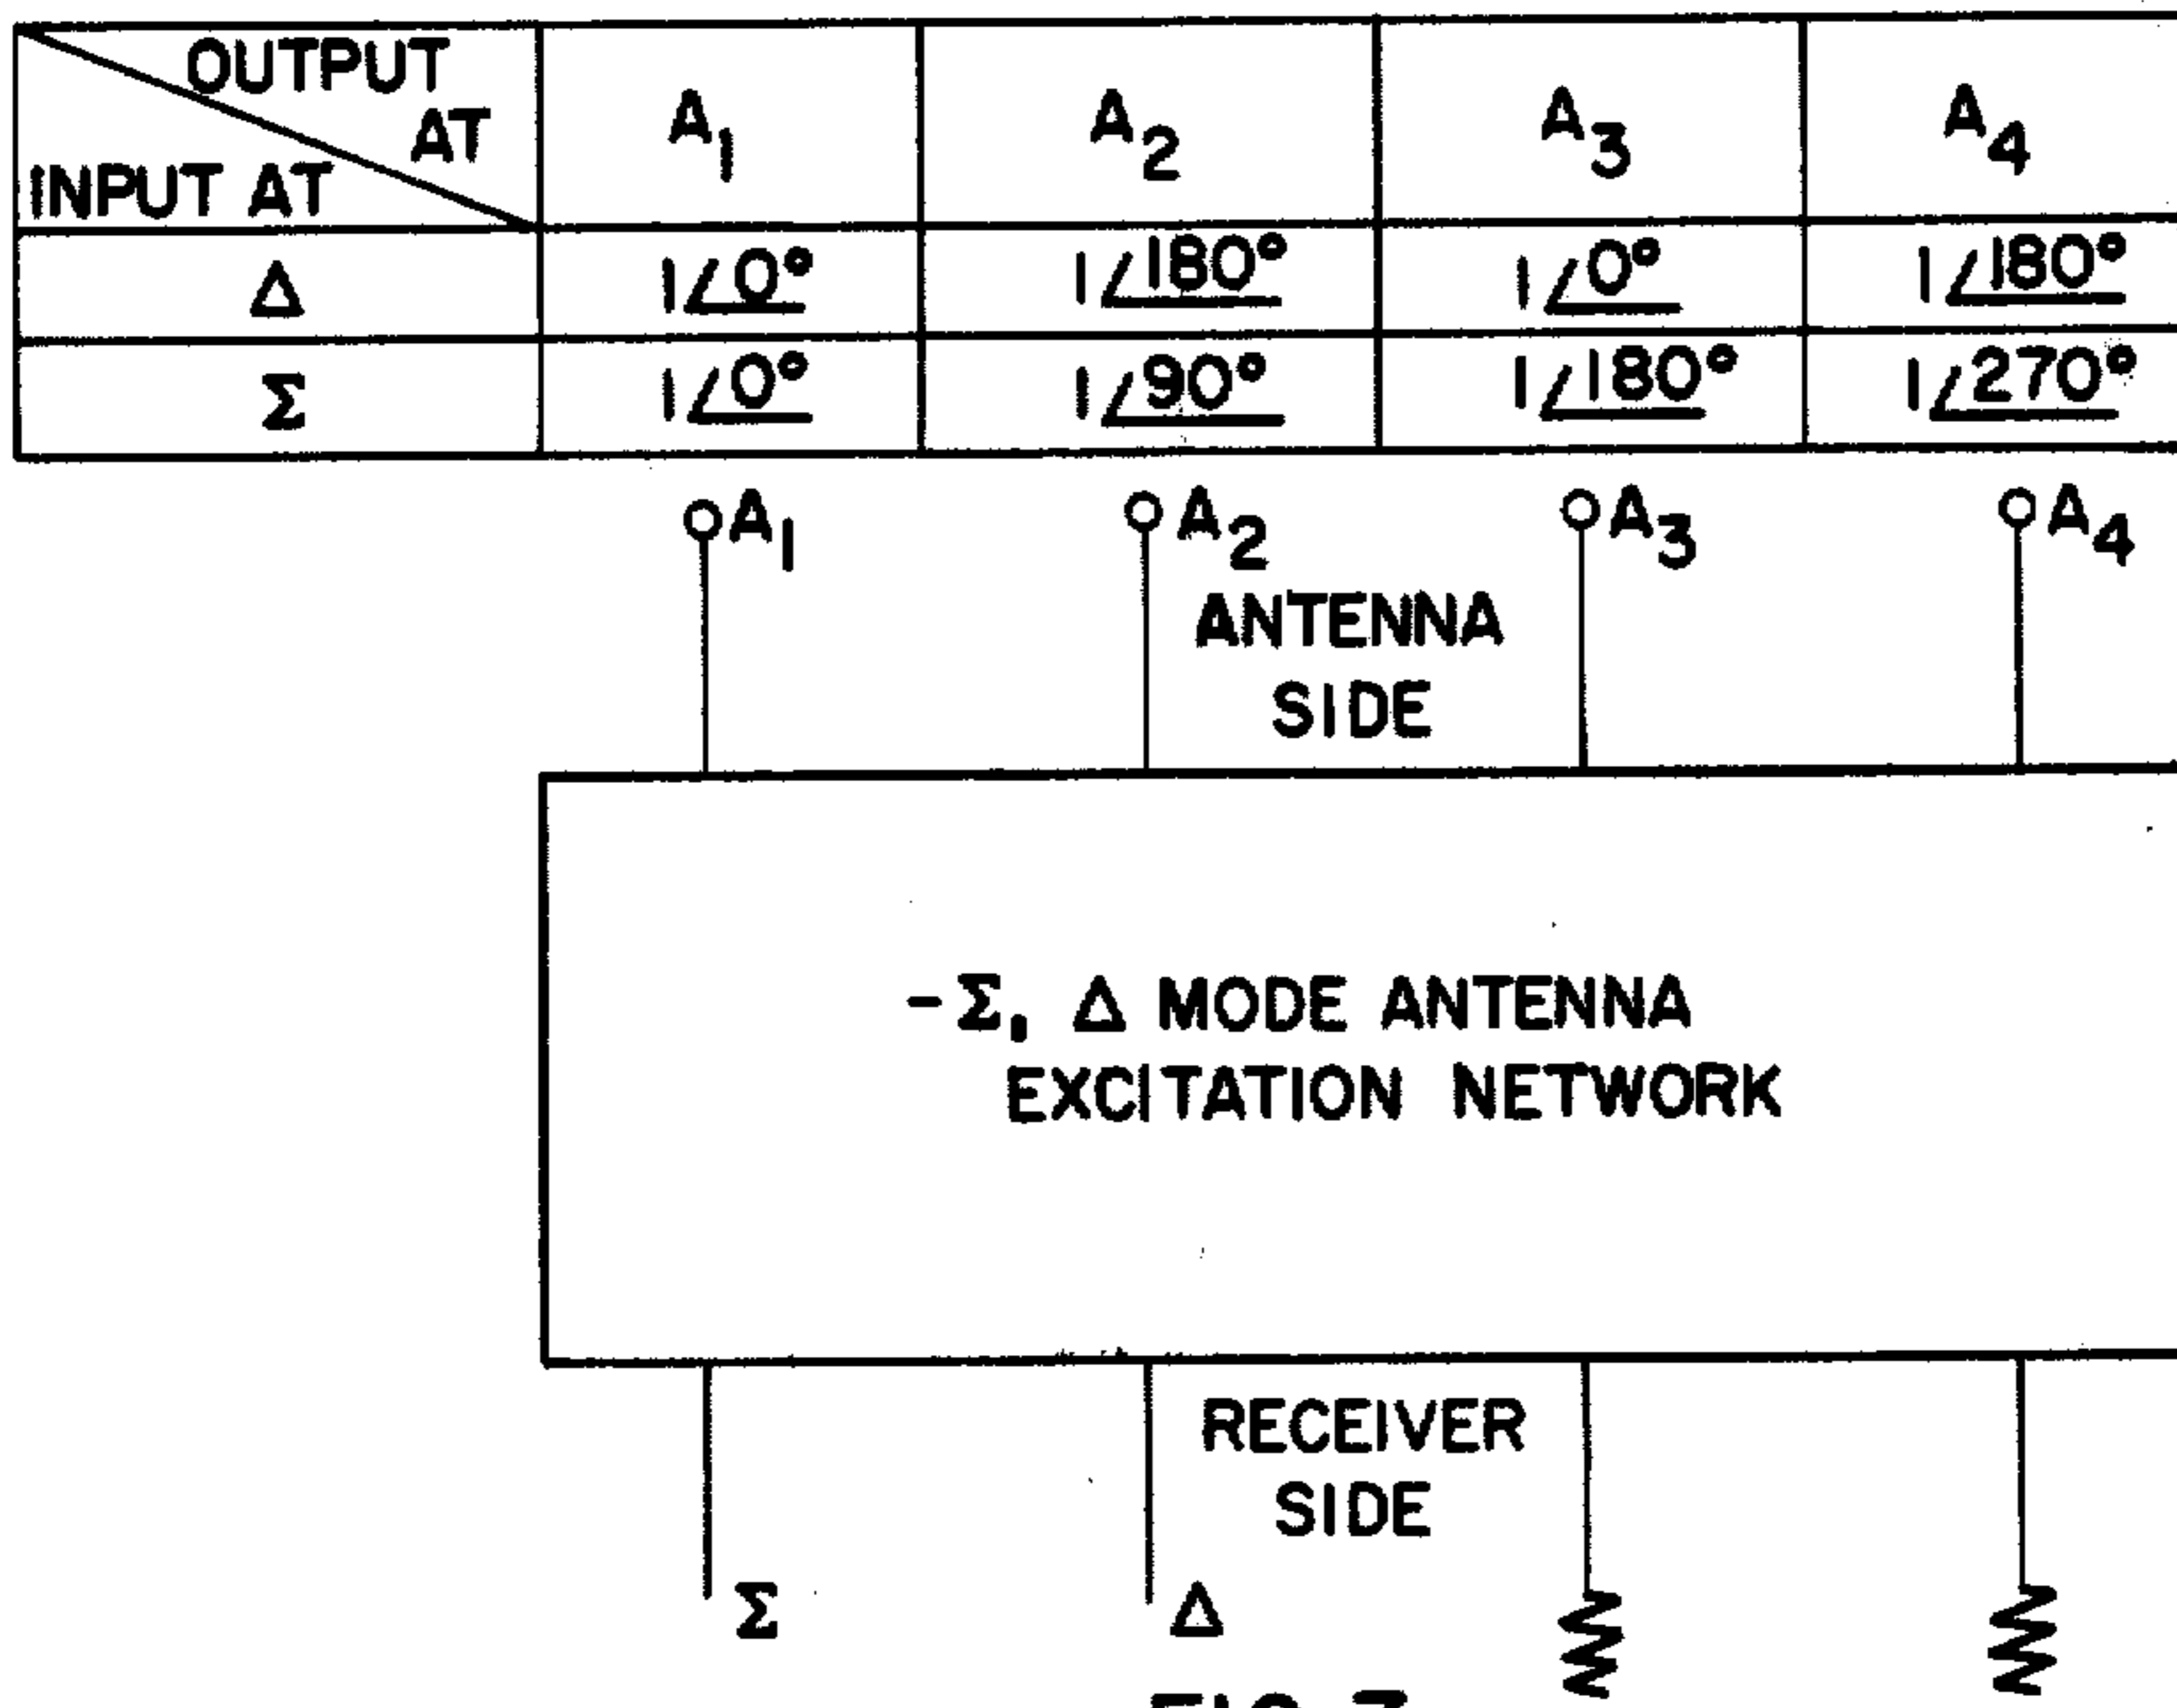 OUTPUT
AT
INPUT AT
A1 A2 A3 A4
Δ 1∠0° 1∠180° 1∠0° 1∠180°
Σ 1∠0° 1∠90° 1∠180° 1∠270°
A1 A2 A3 A4
ANTENNA
SIDE
-Σ, Δ MODE ANTENNA
EXCITATION NETWORK
RECEIVER
SIDE
Σ Δ